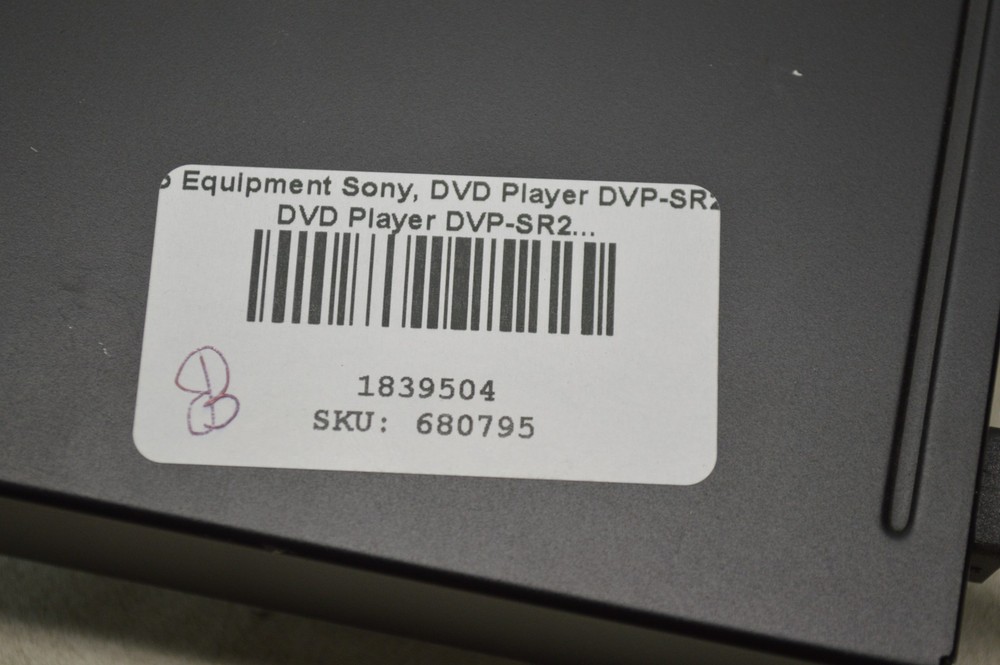 Equipment Sony, DVD Player DVP-SR2
DVD Player DVP-SR2...
1839504
SKU: 680795
B